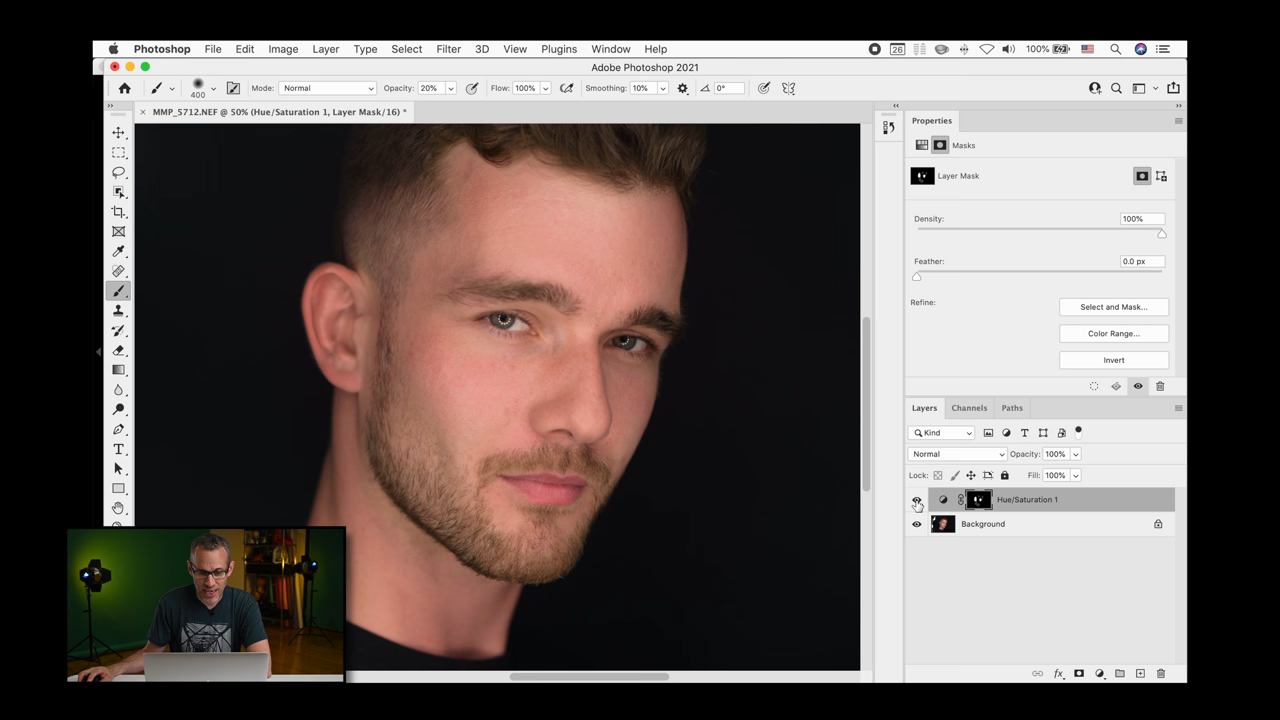 Photoshop File Edit Image Layer Type Select Filter 3D View Plugins Window Help 26 100%
Adobe Photoshop 2021
400 Mode: Normal Opacity: 20% Flow: 100% Smoothing: 10% 0°
MMP_5712.NEF @ 50% (Hue/Saturation 1, Layer Mask/16) *
Properties
Masks
Layer Mask
Density: 100%
Feather: 0.0 px
Refine: Select and Mask...
Color Range...
Invert
Layers Channels Paths
Kind
Normal Opacity: 100%
Lock: Fill: 100%
Hue/Saturation 1
Background
fx